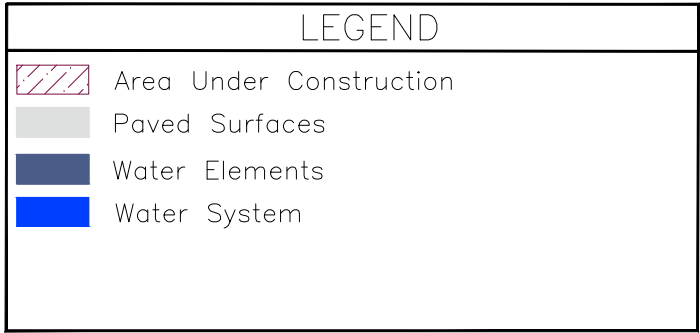 LEGEND
Area Under Construction
Paved Surfaces
Water Elements
Water System